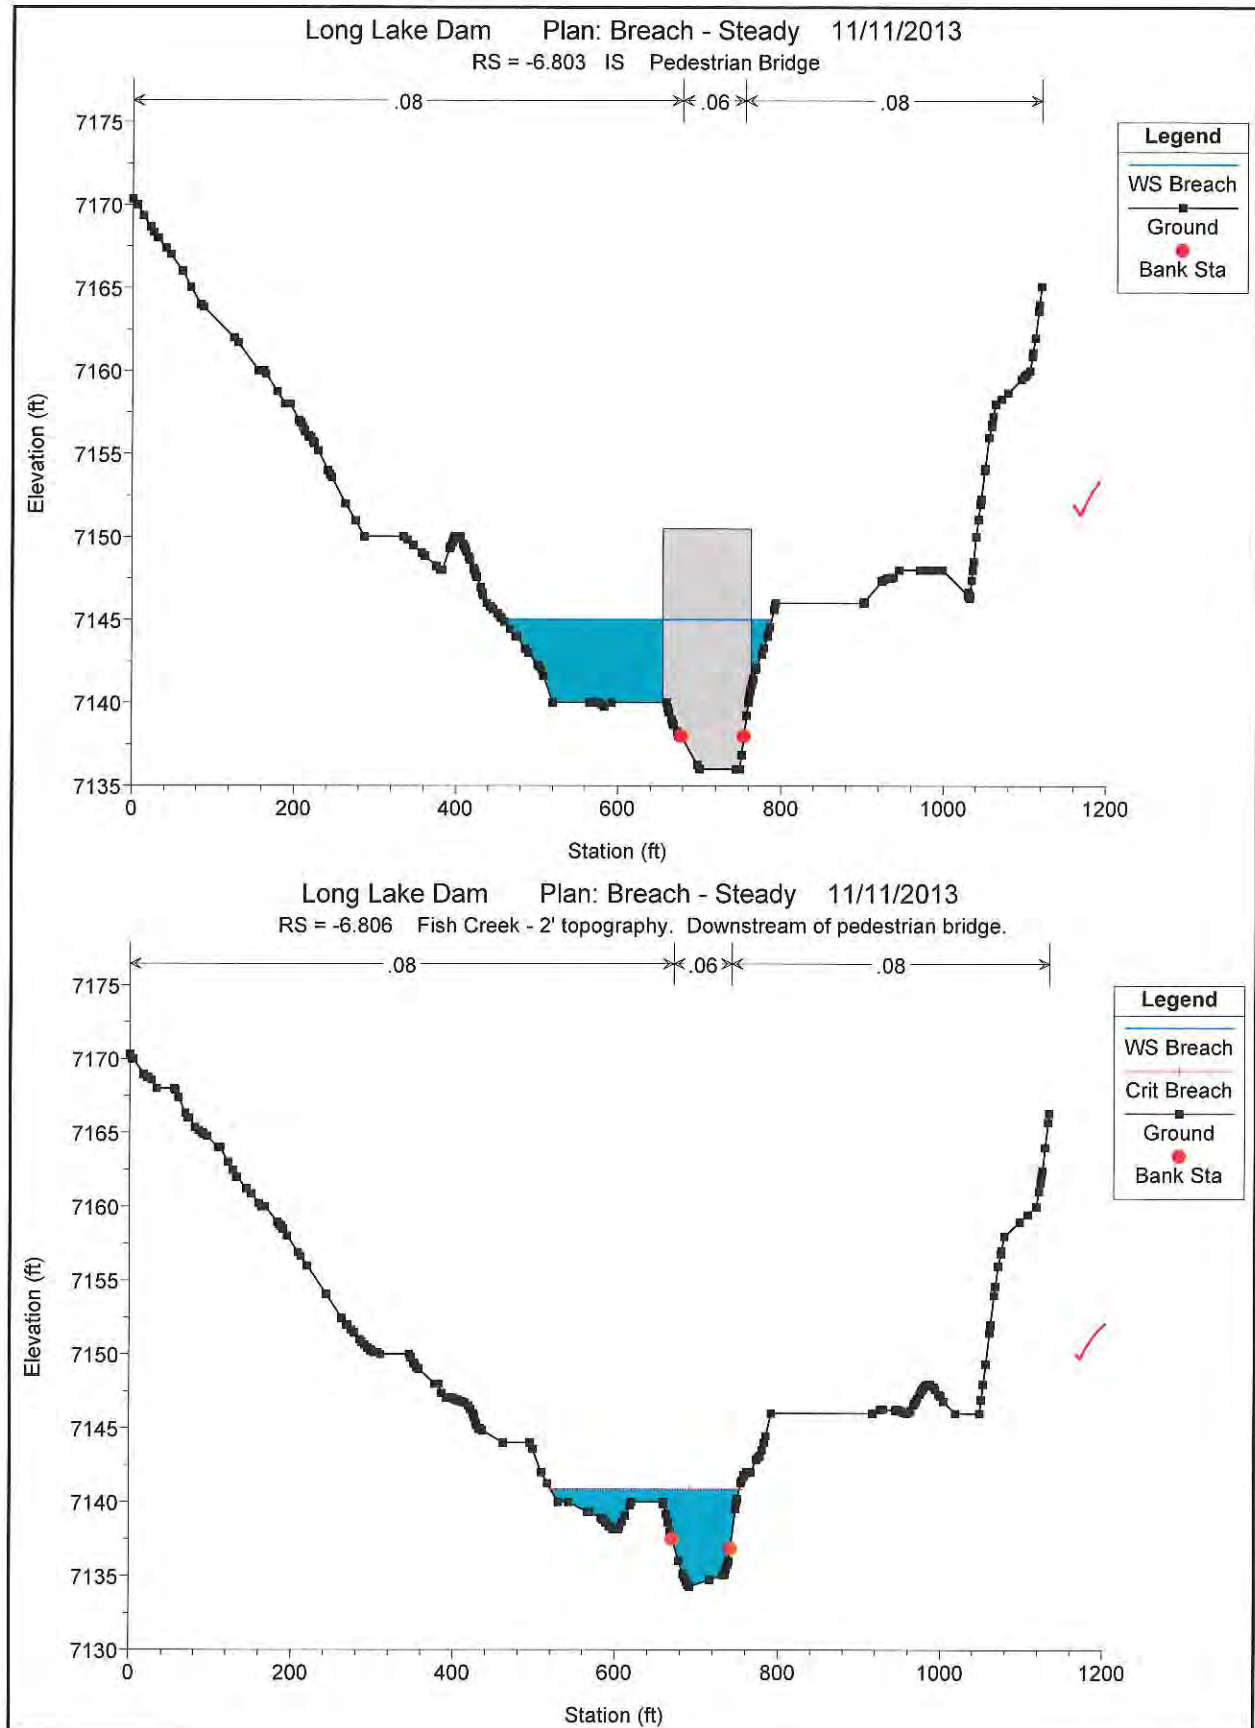 Long Lake Dam Plan: Breach - Steady 11/11/2013
RS = -6.803 IS Pedestrian Bridge
.08 .06 .08
7175
7170
7165
7160
7155
7150
7145
7140
7135
Elevation (ft)
0 200 400 600 800 1000 1200
Station (ft)
Legend
WS Breach
Ground
Bank Sta
Long Lake Dam Plan: Breach - Steady 11/11/2013
RS = -6.806 Fish Creek - 2' topography. Downstream of pedestrian bridge.
.08 .06 .08
7175
7170
7165
7160
7155
7150
7145
7140
7135
7130
Elevation (ft)
0 200 400 600 800 1000 1200
Station (ft)
Legend
WS Breach
Crit Breach
Ground
Bank Sta